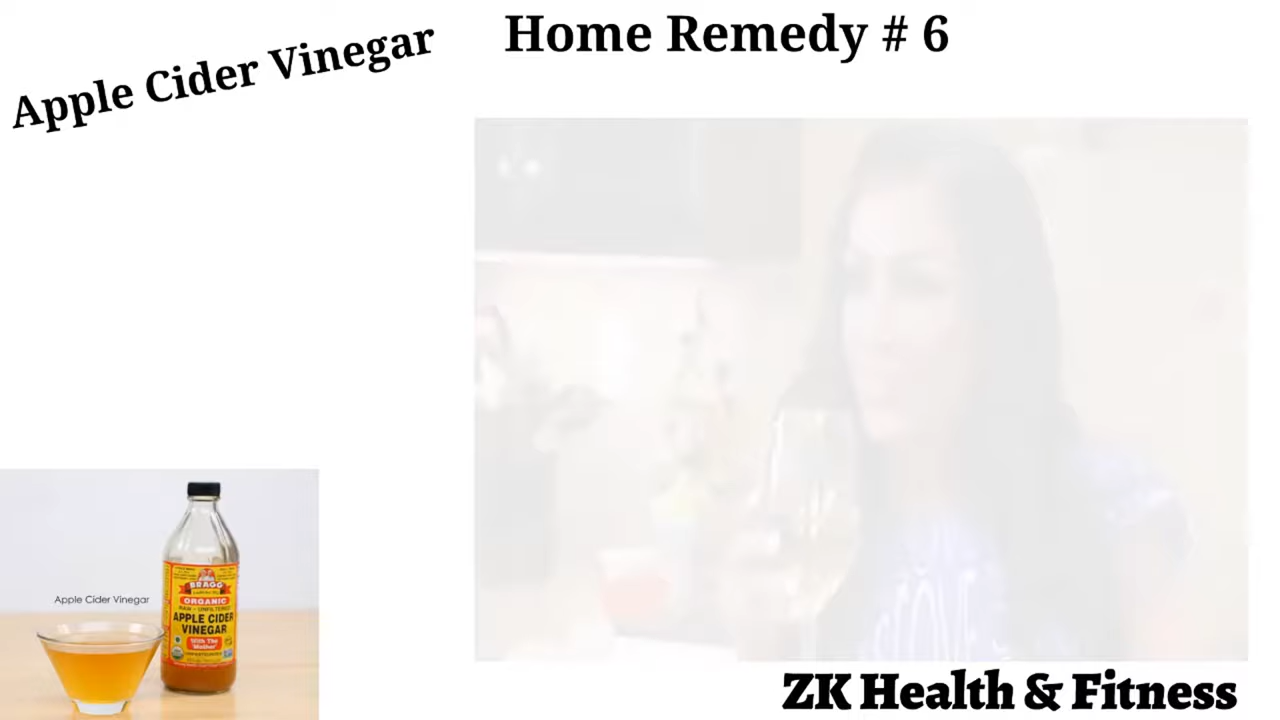 Apple Cider Vinegar
Home Remedy # 6
Apple Cider Vinegar
BRAGG
ORGANIC
RAW - UNFILTERED
APPLE CIDER
VINEGAR
With The
'Mother'
ZK Health & Fitness